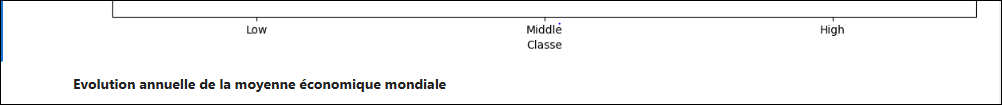 Low Middle High
Classe
Evolution annuelle de la moyenne économique mondiale